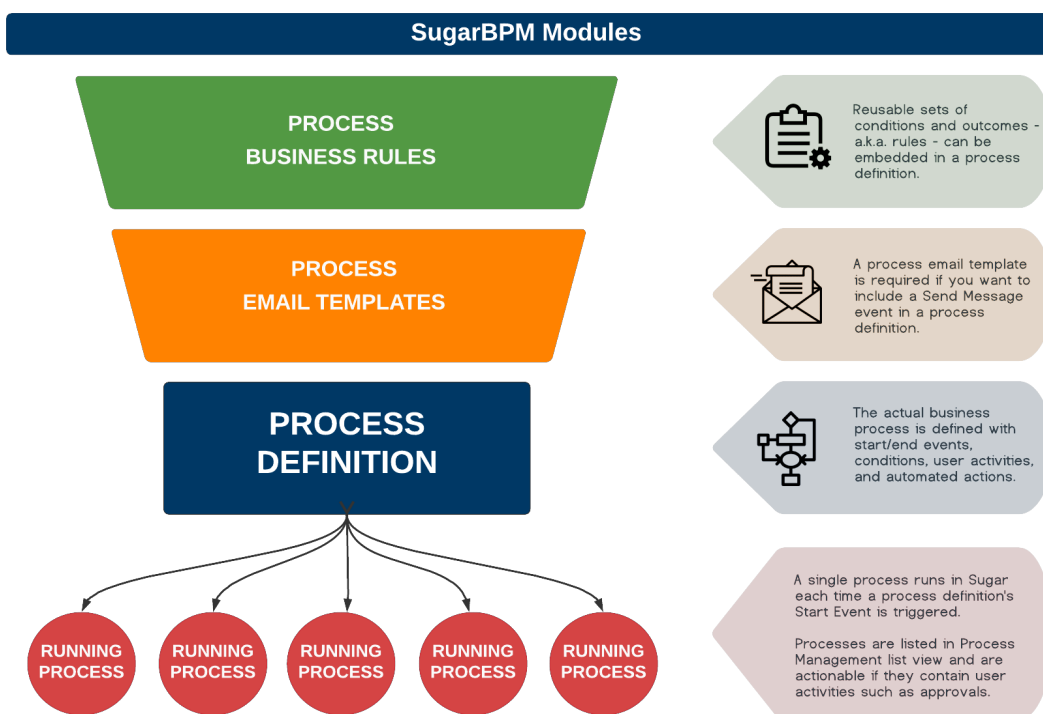 SugarBPM Modules
PROCESS
BUSINESS RULES
Reusable sets of
conditions and outcomes -
a.k.a. rules - can be
embedded in a process
definition.
PROCESS
EMAIL TEMPLATES
A process email template
is required if you want to
include a Send Message
event in a process
definition.
PROCESS
DEFINITION
The actual business
process is defined with
start/end events,
conditions, user activities,
and automated actions.
RUNNING
PROCESS
RUNNING
PROCESS
RUNNING
PROCESS
RUNNING
PROCESS
RUNNING
PROCESS
A single process runs in Sugar
each time a process definition's
Start Event is triggered.
Processes are listed in Process
Management list view and are
actionable if they contain user
activities such as approvals.